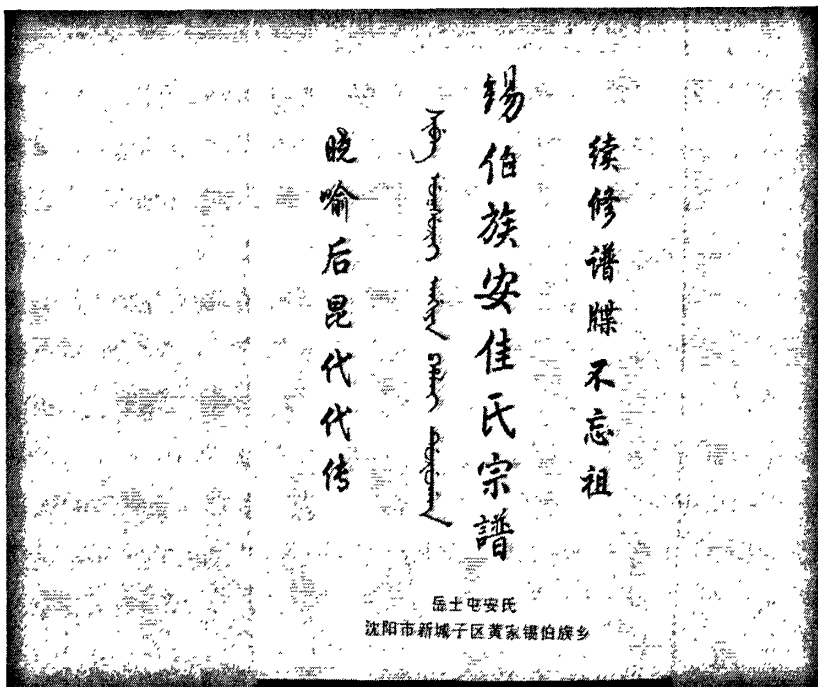 续修谱牒不忘祖
锡伯族安佳氏宗譜
晓喻后昆代代传
岳士屯安氏
沈阳市新城子区黄家锡伯族乡